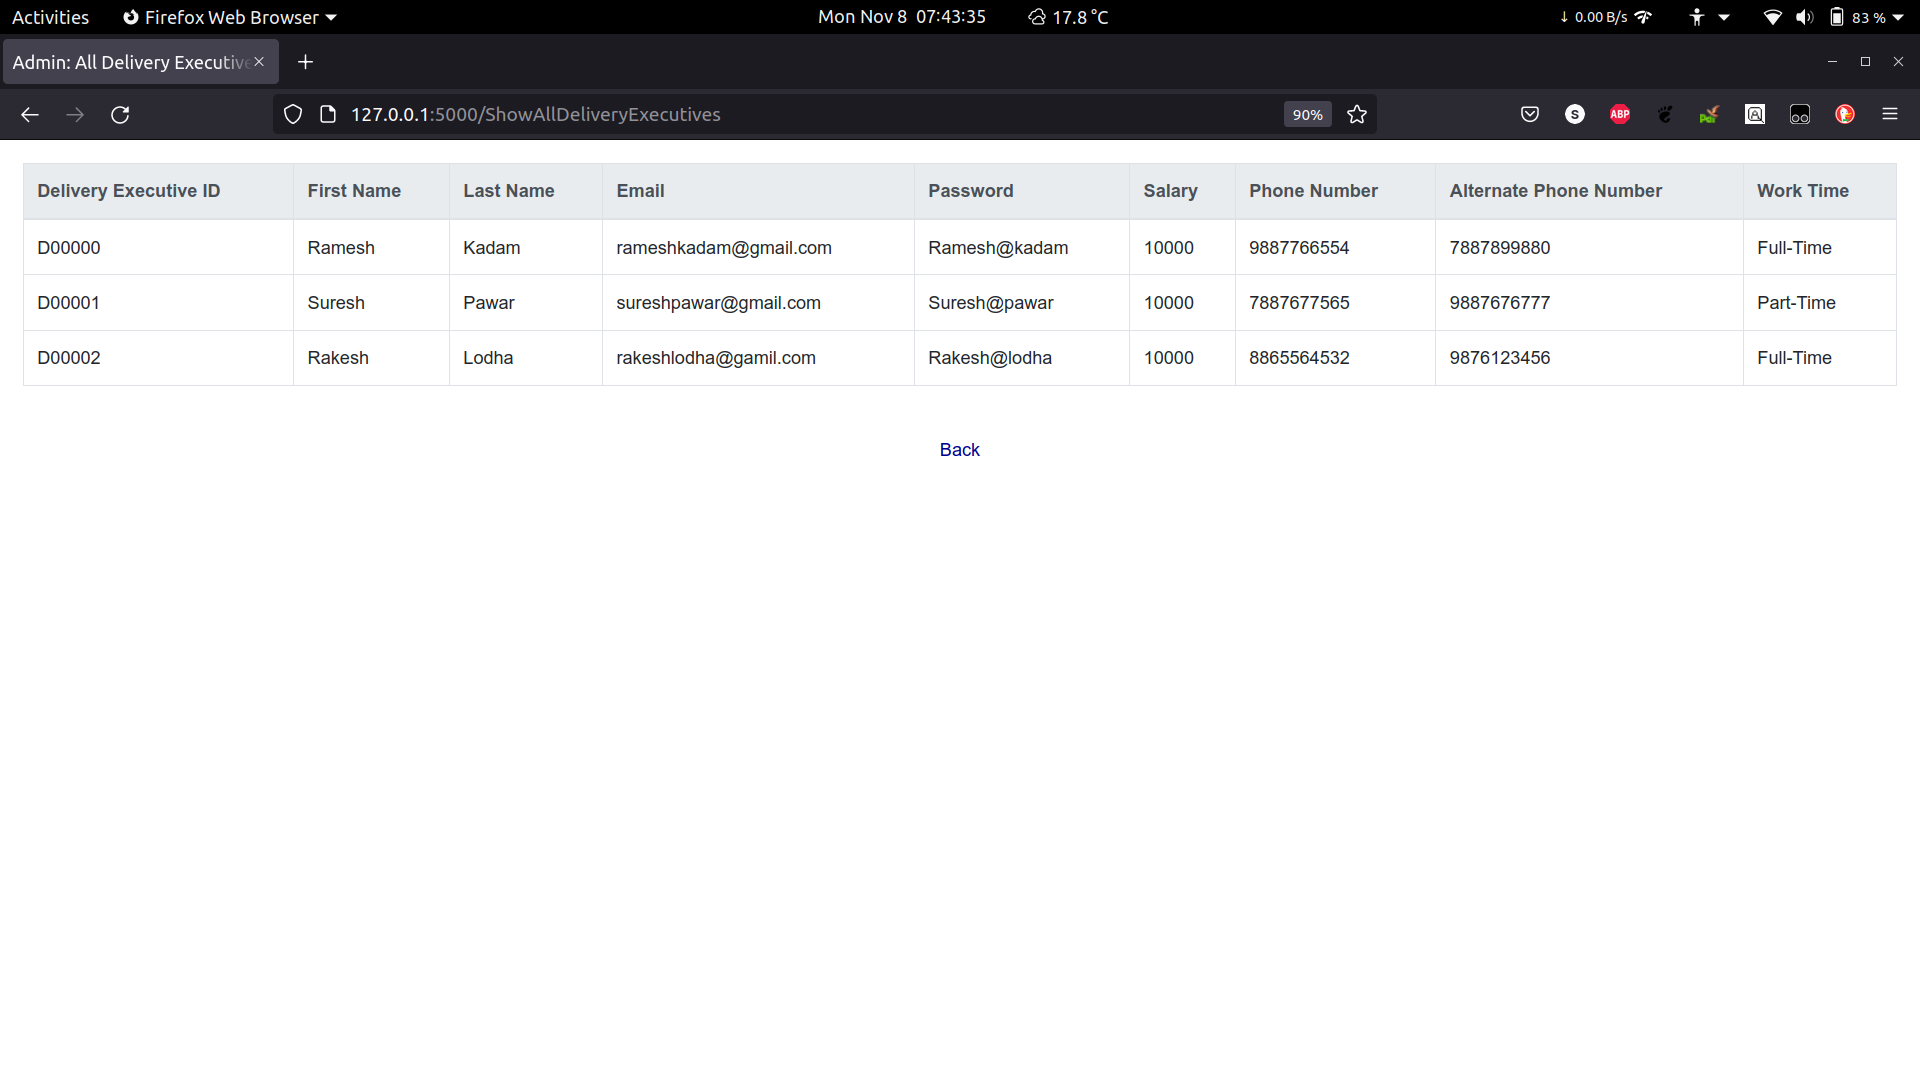 Activities Firefox Web Browser Mon Nov 8 07:43:35 17.8 °C ↓ 0.00 B/s 83 %
Admin: All Delivery Executive
127.0.0.1:5000/ShowAllDeliveryExecutives 90% S ABP
Delivery Executive ID First Name Last Name Email Password Salary Phone Number Alternate Phone Number Work Time
D00000 Ramesh Kadam rameshkadam@gmail.com Ramesh@kadam 10000 9887766554 7887899880 Full-Time
D00001 Suresh Pawar sureshpawar@gmail.com Suresh@pawar 10000 7887677565 9887676777 Part-Time
D00002 Rakesh Lodha rakeshlodha@gamil.com Rakesh@lodha 10000 8865564532 9876123456 Full-Time
Back